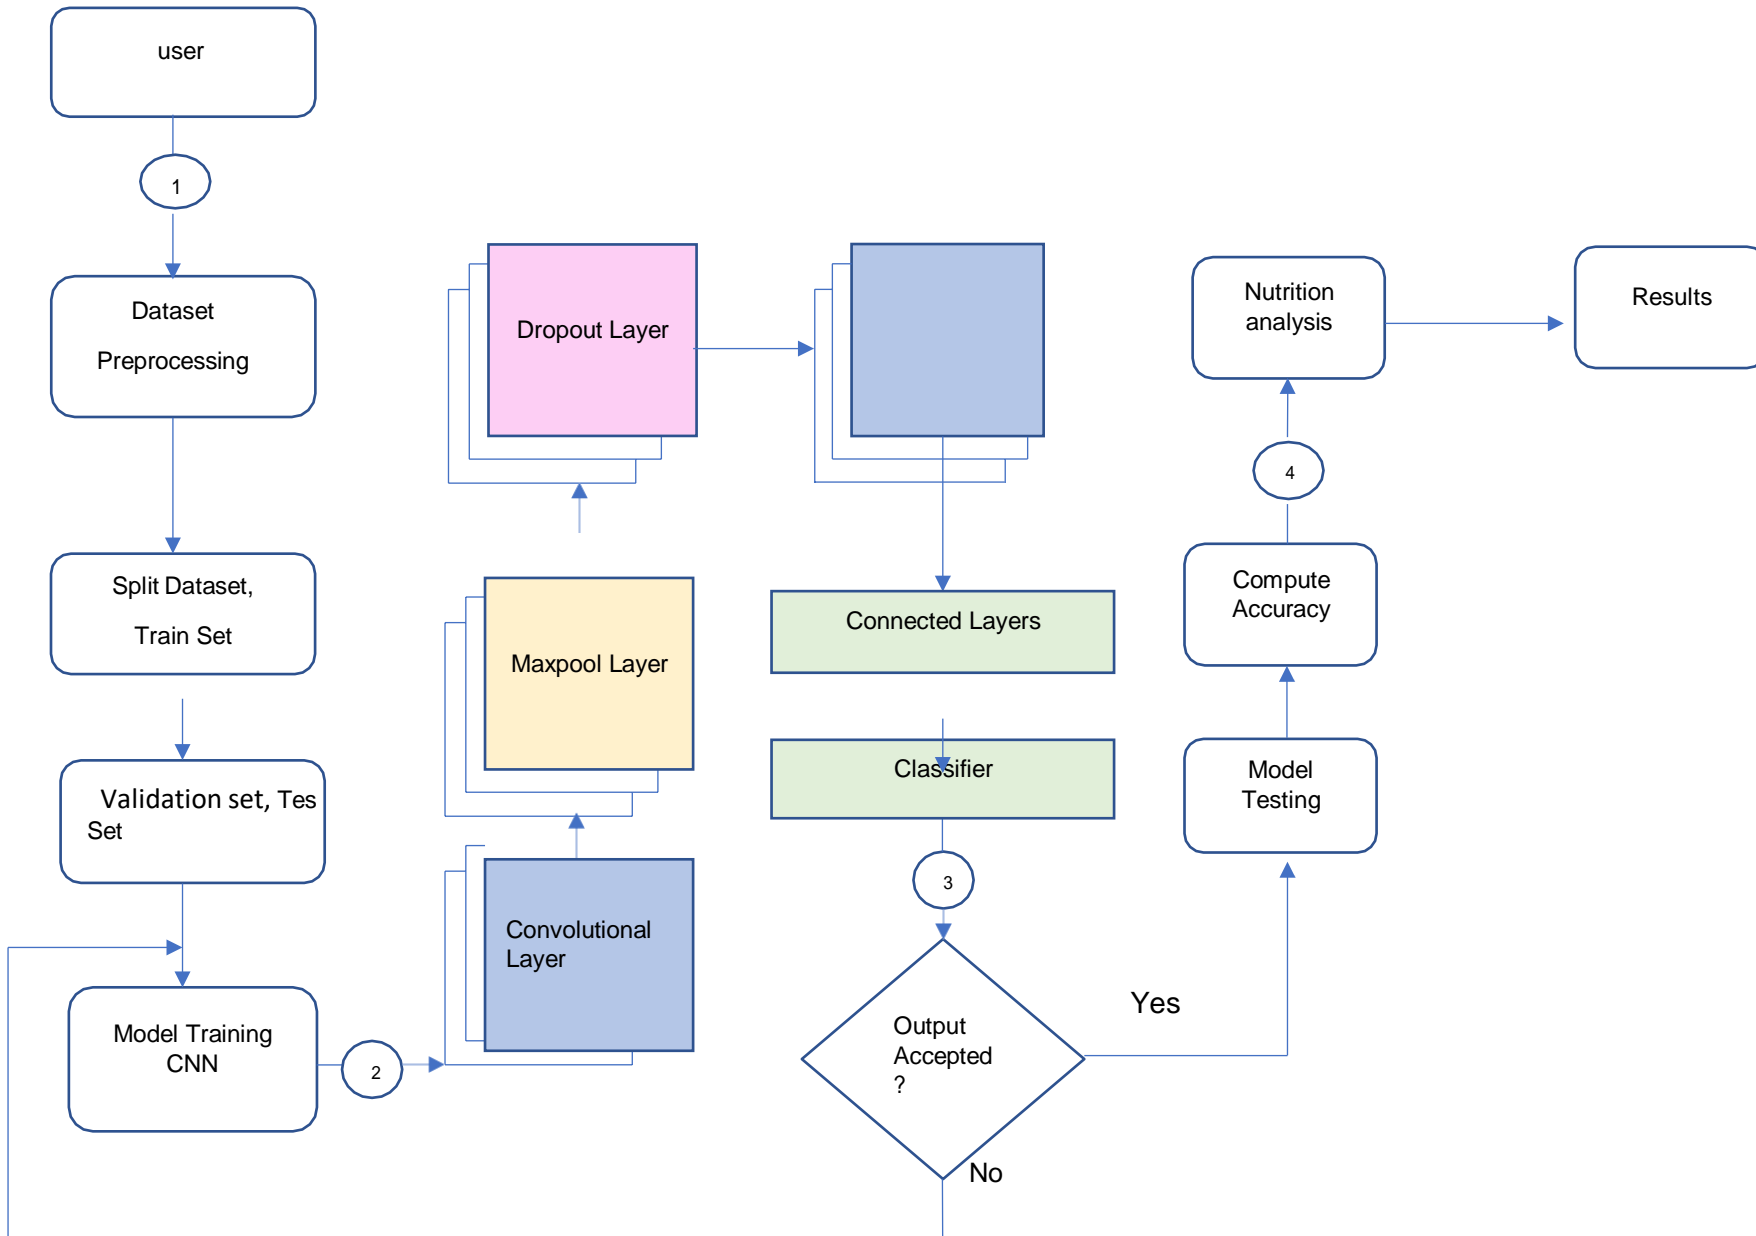 user
1
Dataset
Preprocessing
Split Dataset,
Train Set
Validation set, Tes
Set
Model Training
CNN
2
Convolutional
Layer
Maxpool Layer
Dropout Layer
Connected Layers
Classifier
3
Output
Accepted
?
Yes
No
Model
Testing
Compute
Accuracy
4
Nutrition
analysis
Results